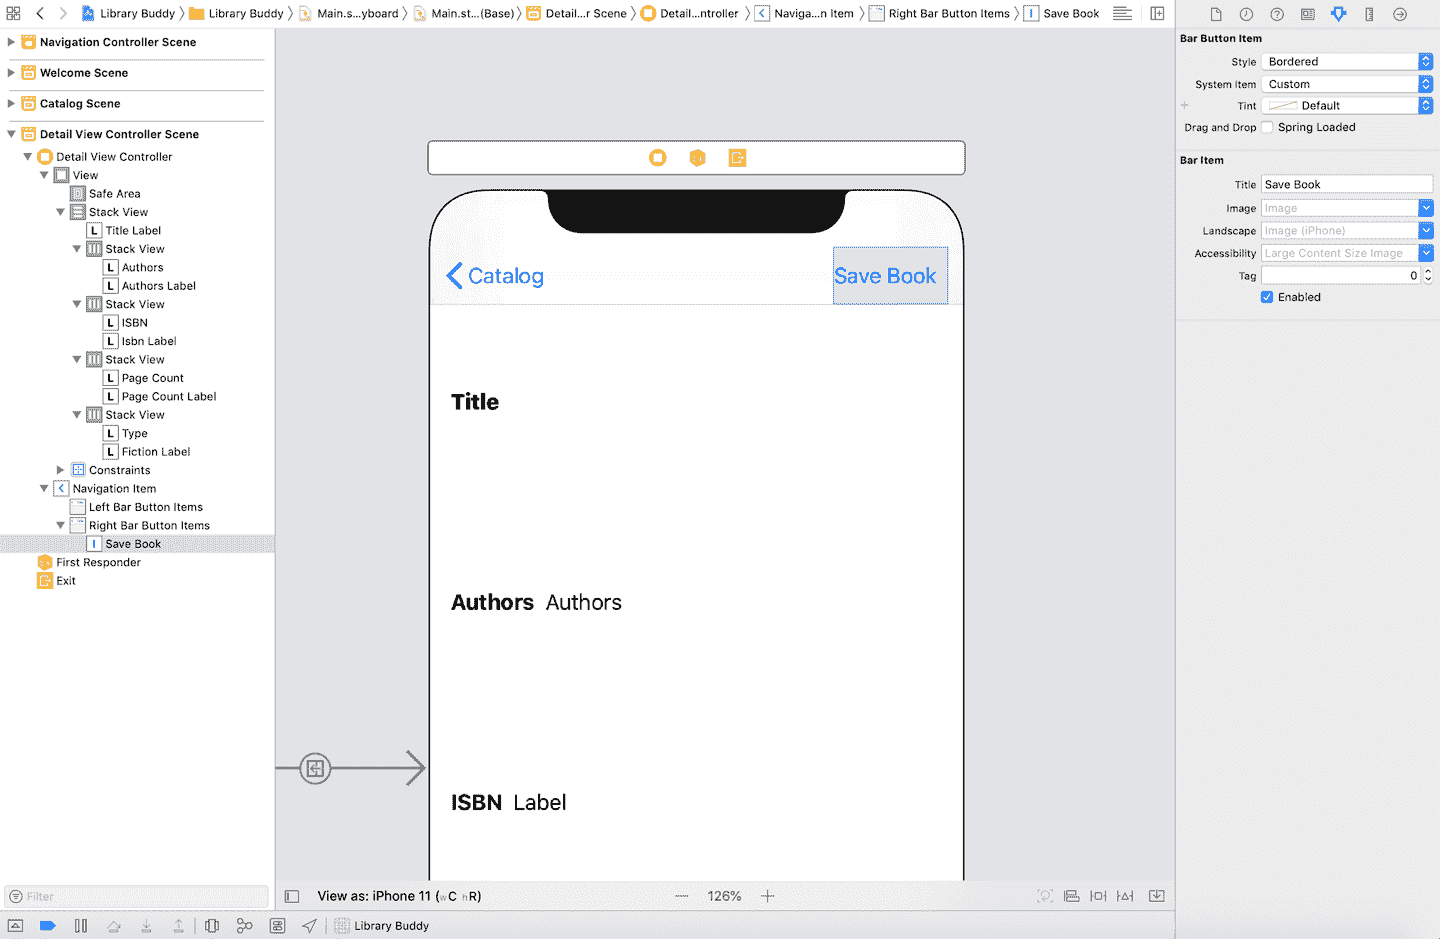 Library Buddy
Library Buddy
Main.s...yboard
Main.st...(Base)
Detail...r Scene
Detail...ntroller
Naviga...n Item
Right Bar Button Items
I Save Book
Navigation Controller Scene
Welcome Scene
Catalog Scene
Detail View Controller Scene
Detail View Controller
View
Safe Area
Stack View
L Title Label
Stack View
L Authors
L Authors Label
Stack View
L ISBN
L Isbn Label
Stack View
L Page Count
L Page Count Label
Stack View
L Type
L Fiction Label
Constraints
Navigation Item
Left Bar Button Items
Right Bar Button Items
I Save Book
First Responder
Exit
Filter
Catalog
Save Book
Title
Authors Authors
ISBN Label
View as: iPhone 11 (wC hR)
126%
Library Buddy
Bar Button Item
Style Bordered
System Item Custom
Tint Default
Drag and Drop Spring Loaded
Bar Item
Title Save Book
Image Image
Landscape Image (iPhone)
Accessibility Large Content Size Image
Tag 0
Enabled